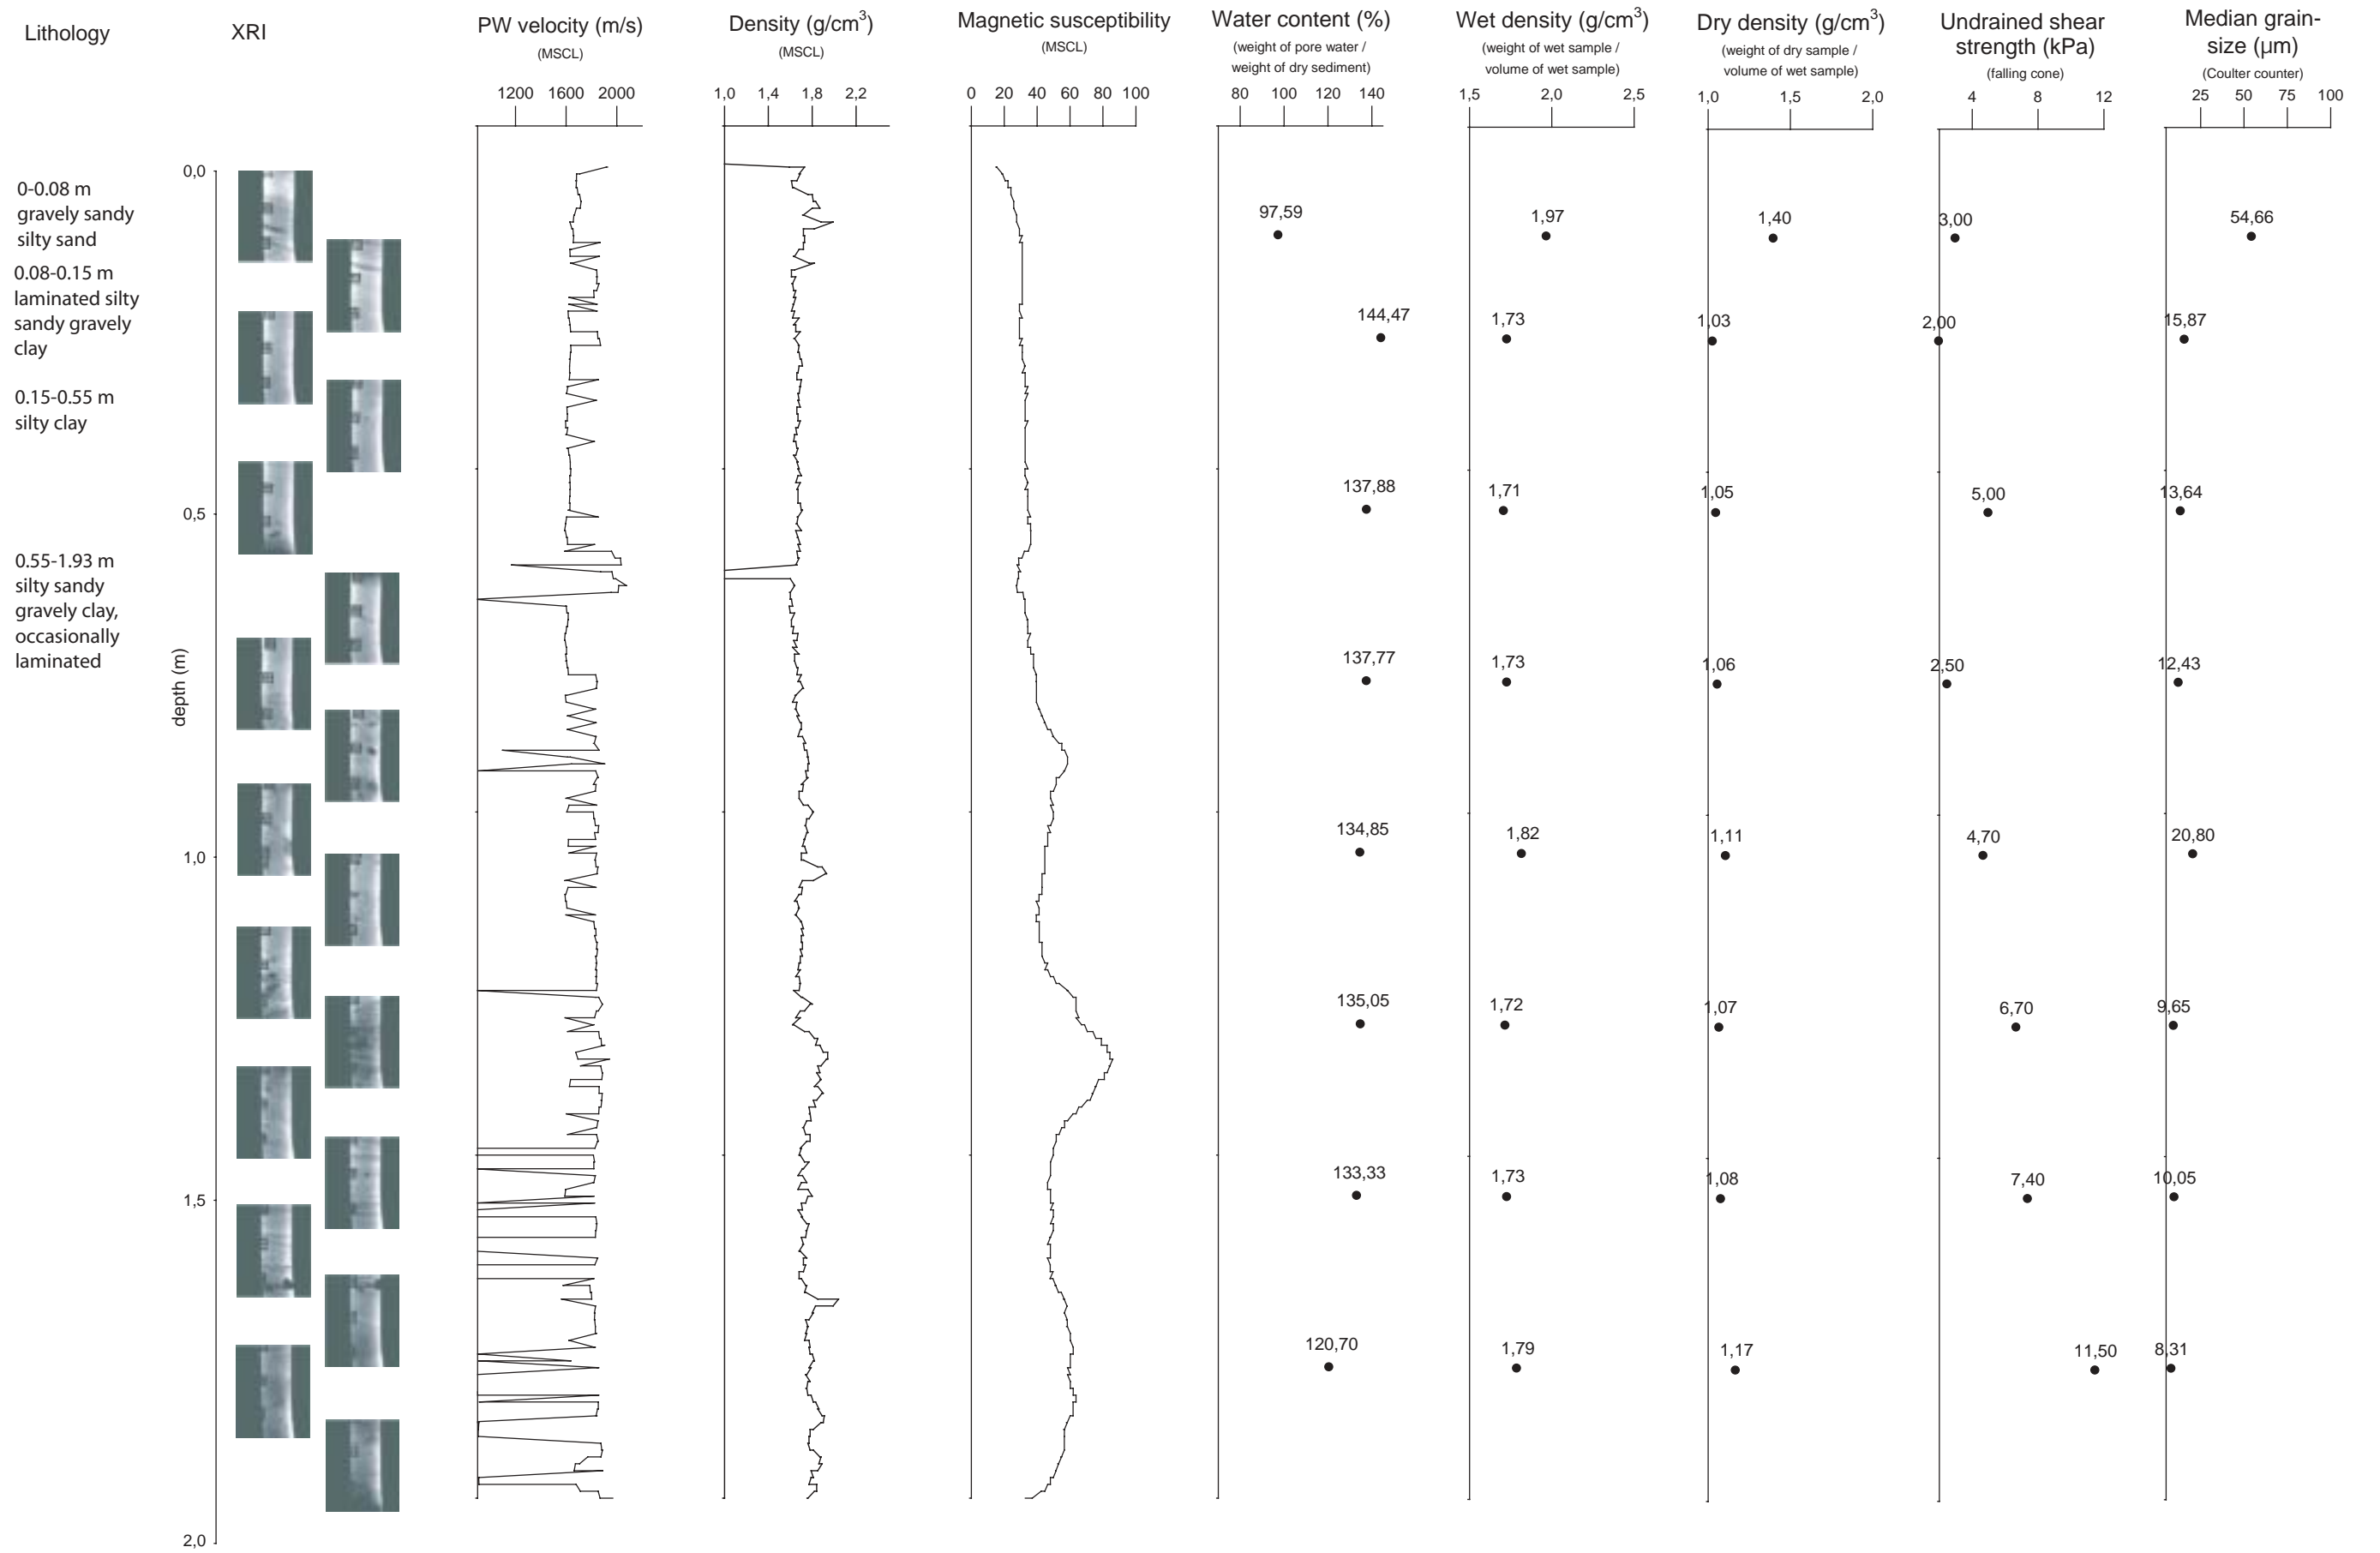 Lithology
XRI
PW velocity (m/s)
(MSCL)
1200 1600 2000
Density (g/cm3)
(MSCL)
1,0 1,4 1,8 2,2
Magnetic susceptibility
(MSCL)
0 20 40 60 80 100
Water content (%)
(weight of pore water /
weight of dry sediment)
80 100 120 140
Wet density (g/cm3)
(weight of wet sample /
volume of wet sample)
1,5 2,0 2,5
Dry density (g/cm3)
(weight of dry sample /
volume of wet sample)
1,0 1,5 2,0
Undrained shear
strength (kPa)
(falling cone)
4 8 12
Median grain-
size (µm)
(Coulter counter)
25 50 75 100
0-0.08 m
gravely sandy
silty sand
0.08-0.15 m
laminated silty
sandy gravely
clay
0.15-0.55 m
silty clay
0.55-1.93 m
silty sandy
gravely clay,
occasionally
laminated
depth (m)
0,0
0,5
1,0
1,5
2,0
97,59 1,97 1,40 3,00 54,66
144,47 1,73 1,03 2,00 15,87
137,88 1,71 1,05 5,00 13,64
137,77 1,73 1,06 2,50 12,43
134,85 1,82 1,11 4,70 20,80
135,05 1,72 1,07 6,70 9,65
133,33 1,73 1,08 7,40 10,05
120,70 1,79 1,17 11,50 8,31